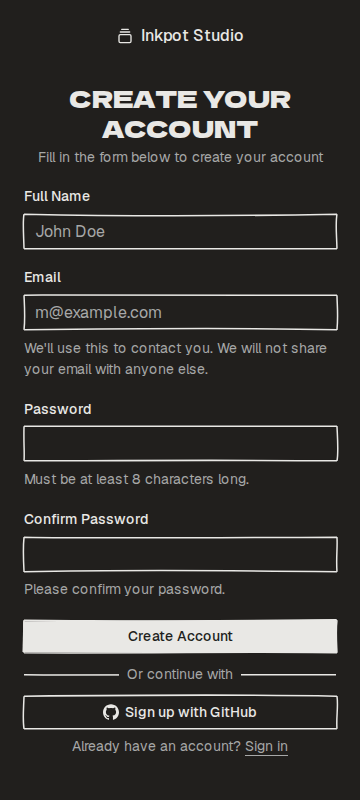 Inkpot Studio
CREATE YOUR
ACCOUNT
Fill in the form below to create your account
Full Name
John Doe
Email
m@example.com
We'll use this to contact you. We will not share
your email with anyone else.
Password
Must be at least 8 characters long.
Confirm Password
Please confirm your password.
Create Account
Or continue with
Sign up with GitHub
Already have an account? Sign in